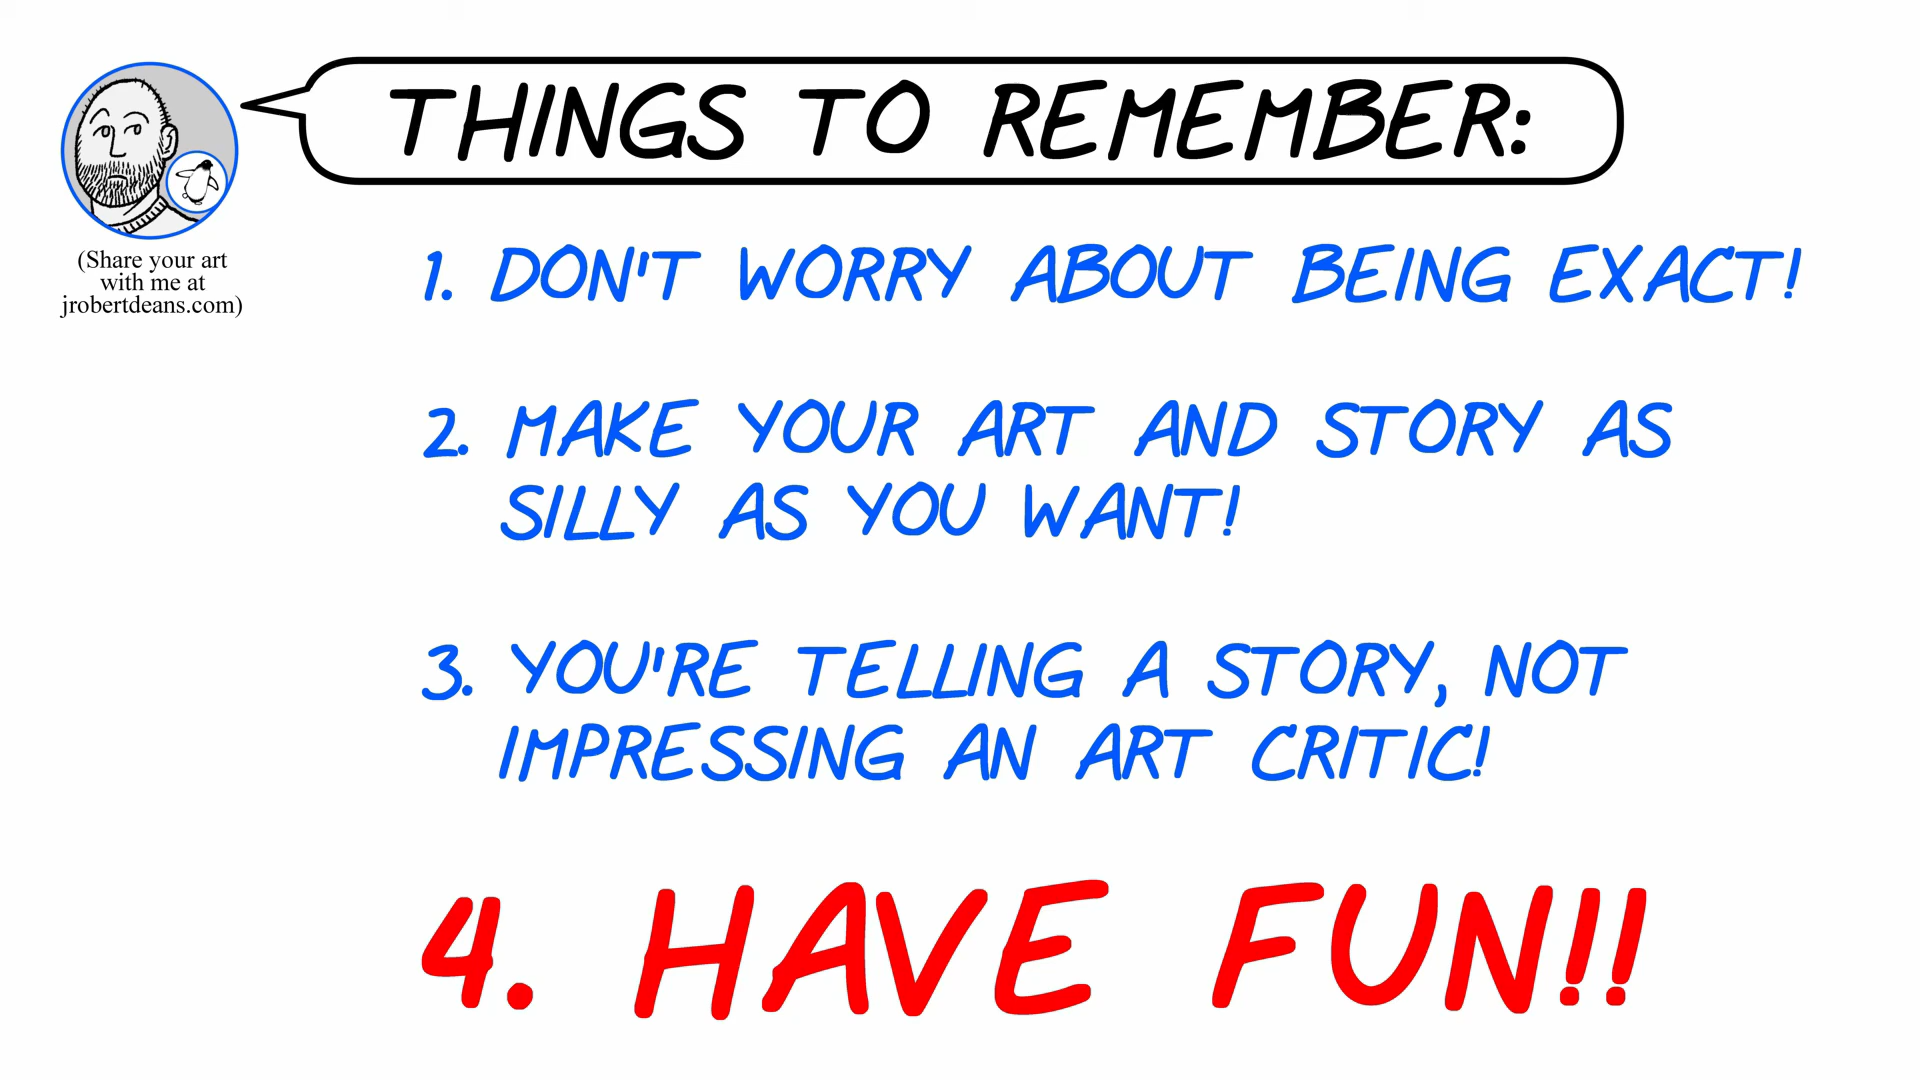 THINGS TO REMEMBER:
(Share your art
with me at
jrobertdeans.com)
1. DON'T WORRY ABOUT BEING EXACT!
2. MAKE YOUR ART AND STORY AS
SILLY AS YOU WANT!
3. YOU'RE TELLING A STORY, NOT
IMPRESSING AN ART CRITIC!
4. HAVE FUN!!